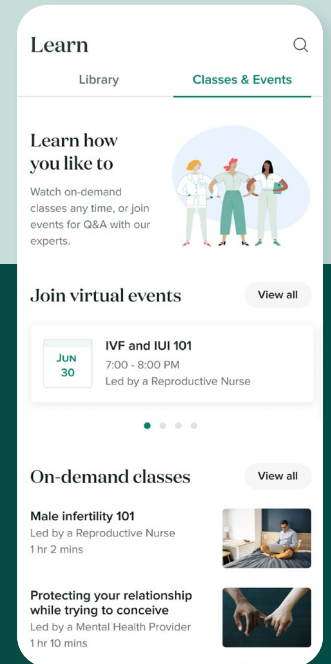 Learn
Library
Classes & Events
Learn how
you like to
Watch on-demand
classes any time, or join
events for Q&A with our
experts.
Join virtual events
View all
JUN
30
IVF and IUI 101
7:00 - 8:00 PM
Led by a Reproductive Nurse
On-demand classes
View all
Male infertility 101
Led by a Reproductive Nurse
1 hr 2 mins
Protecting your relationship
while trying to conceive
Led by a Mental Health Provider
1 hr 10 mins